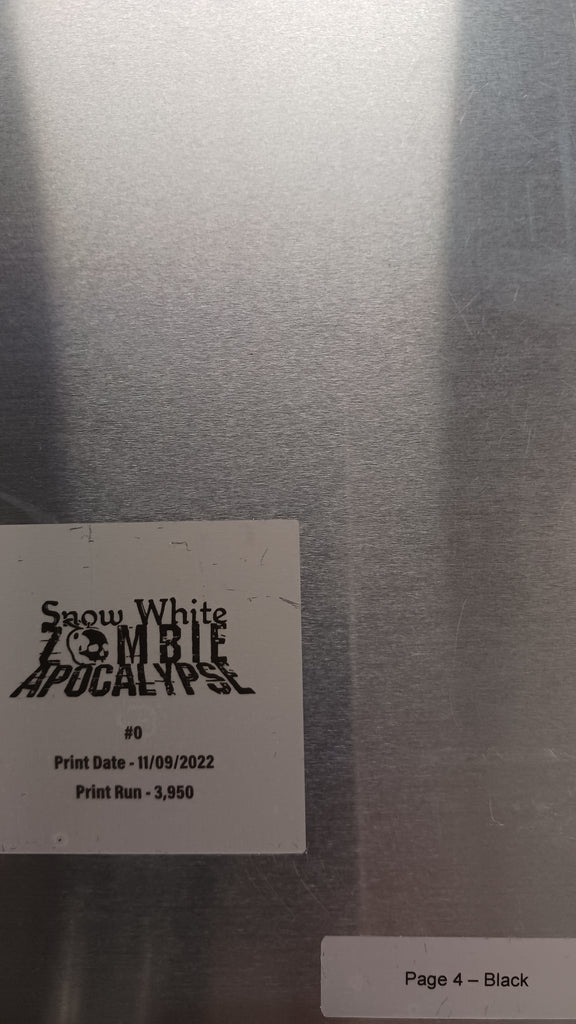 Snow White
ZOMBIE
APOCALYPSE
#0
Print Date - 11/09/2022
Print Run - 3,950
Page 4 – Black